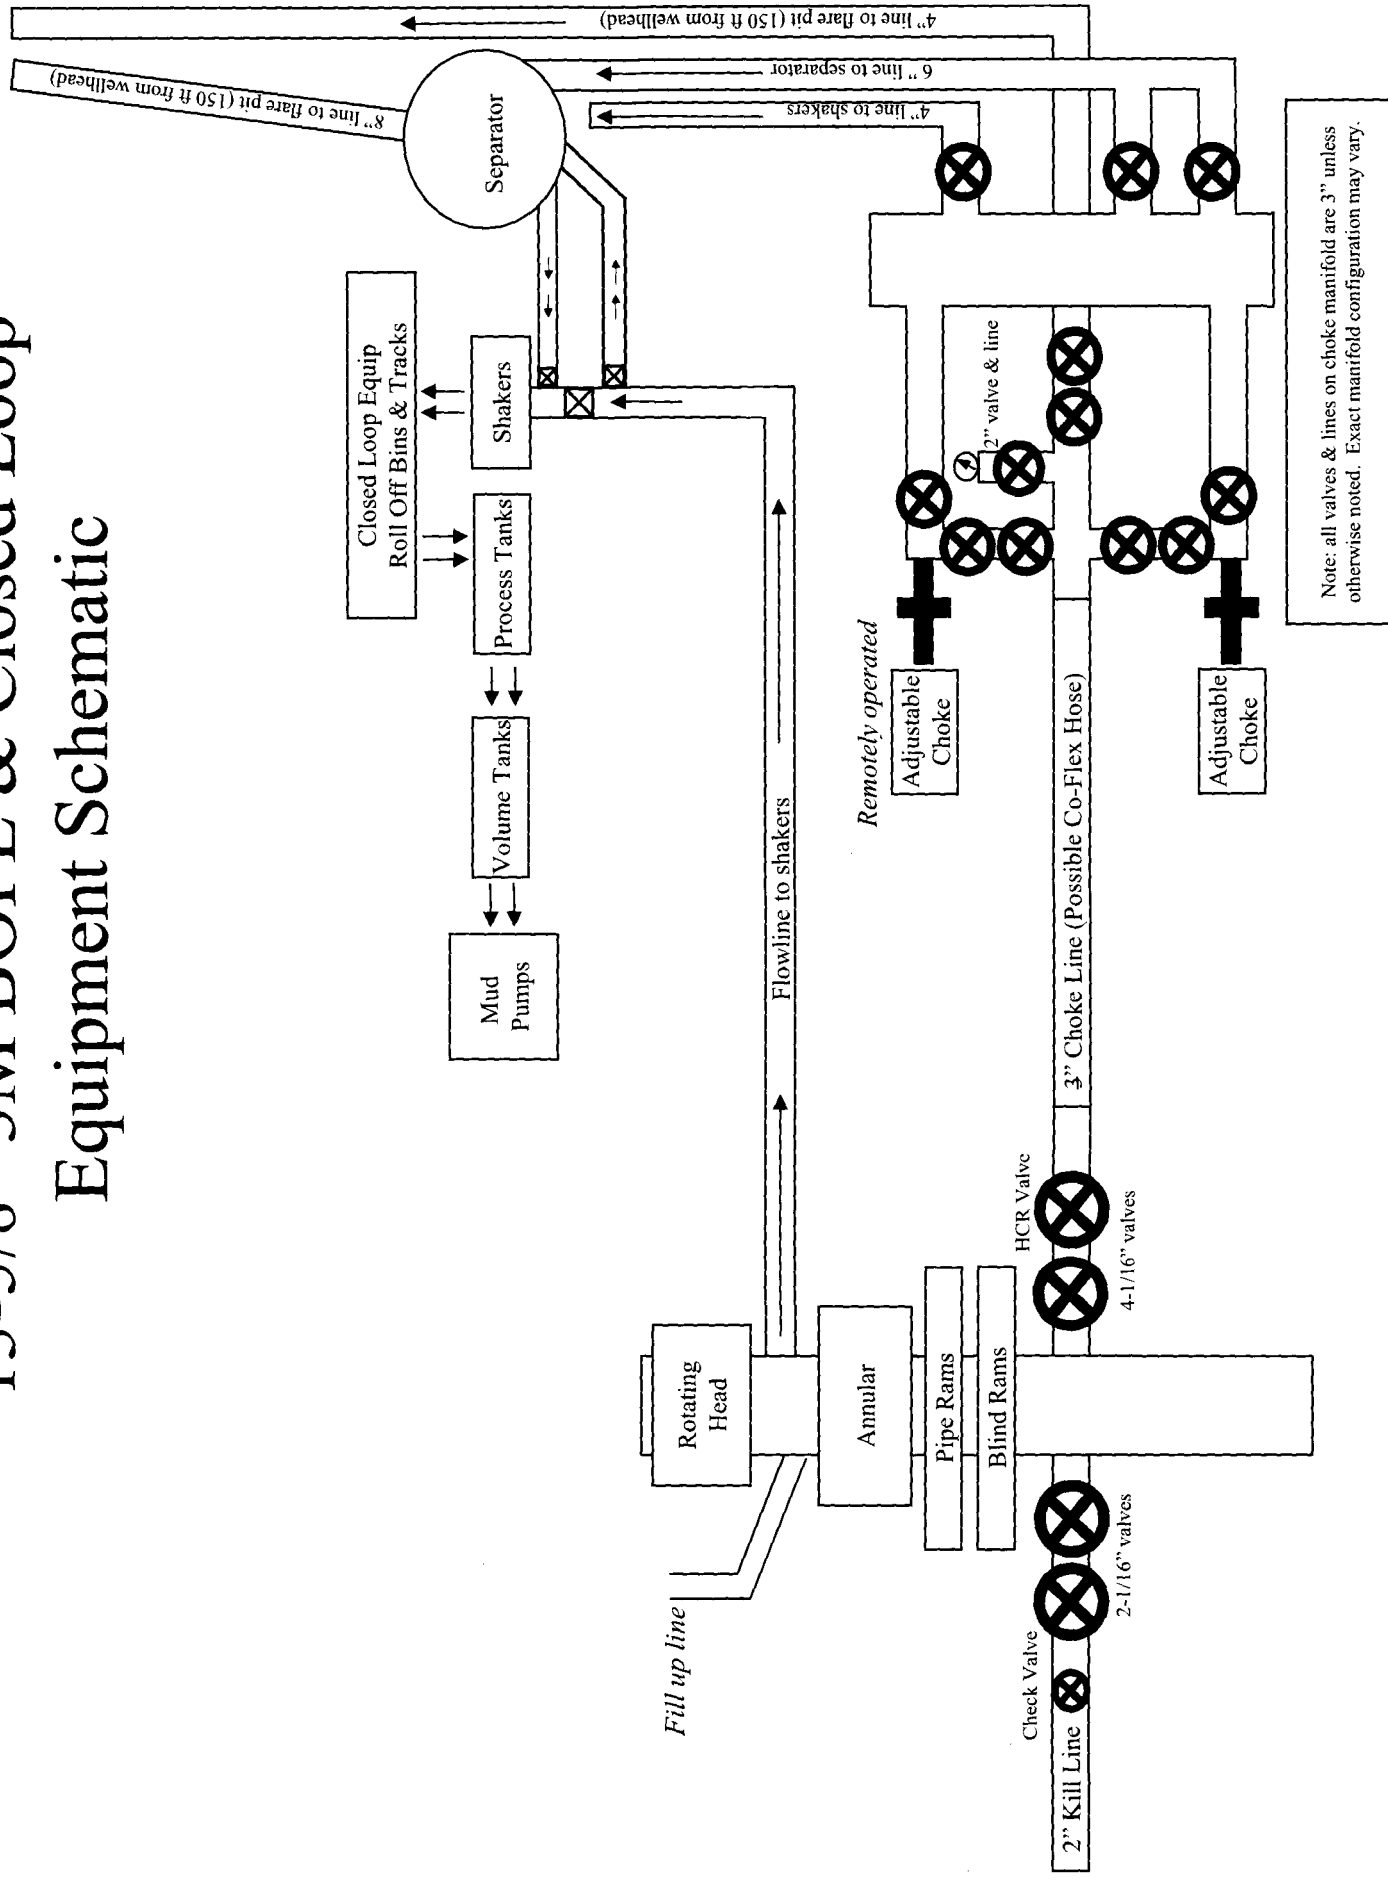 Equipment Schematic
Closed Loop Equip
Roll Off Bins & Tracks
Mud
Pumps
Volume Tanks
Process Tanks
Shakers
Separator
8” line to flare pit (150 ft from wellhead)
4” line to flare pit (150 ft from wellhead)
6” line to separator
4” line to shakers
Fill up line
Rotating
Head
Flowline to shakers
Annular
Pipe Rams
Blind Rams
Remotely operated
Adjustable
Choke
2” valve & line
Check Valve
HCR Valve
2” Kill Line
3” Choke Line (Possible Co-Flex Hose)
2-1/16” valves
4-1/16” valves
Adjustable
Choke
Note: all valves & lines on choke manifold are 3” unless
otherwise noted. Exact manifold configuration may vary.